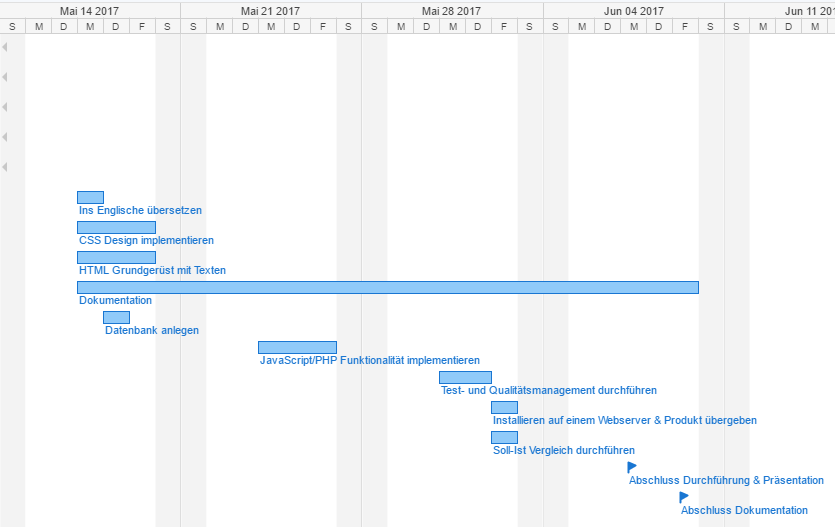 Mai 14 2017 Mai 21 2017 Mai 28 2017 Jun 04 2017 Jun 11
S M D M D F S S M D M D F S S M D M D F S S M D M D F S S M D M
Ins Englische übersetzen
CSS Design implementieren
HTML Grundgerüst mit Texten
Dokumentation
Datenbank anlegen
JavaScript/PHP Funktionalität implementieren
Test- und Qualitätsmanagement durchführen
Installieren auf einem Webserver & Produkt übergeben
Soll-Ist Vergleich durchführen
Abschluss Durchführung & Präsentation
Abschluss Dokumentation